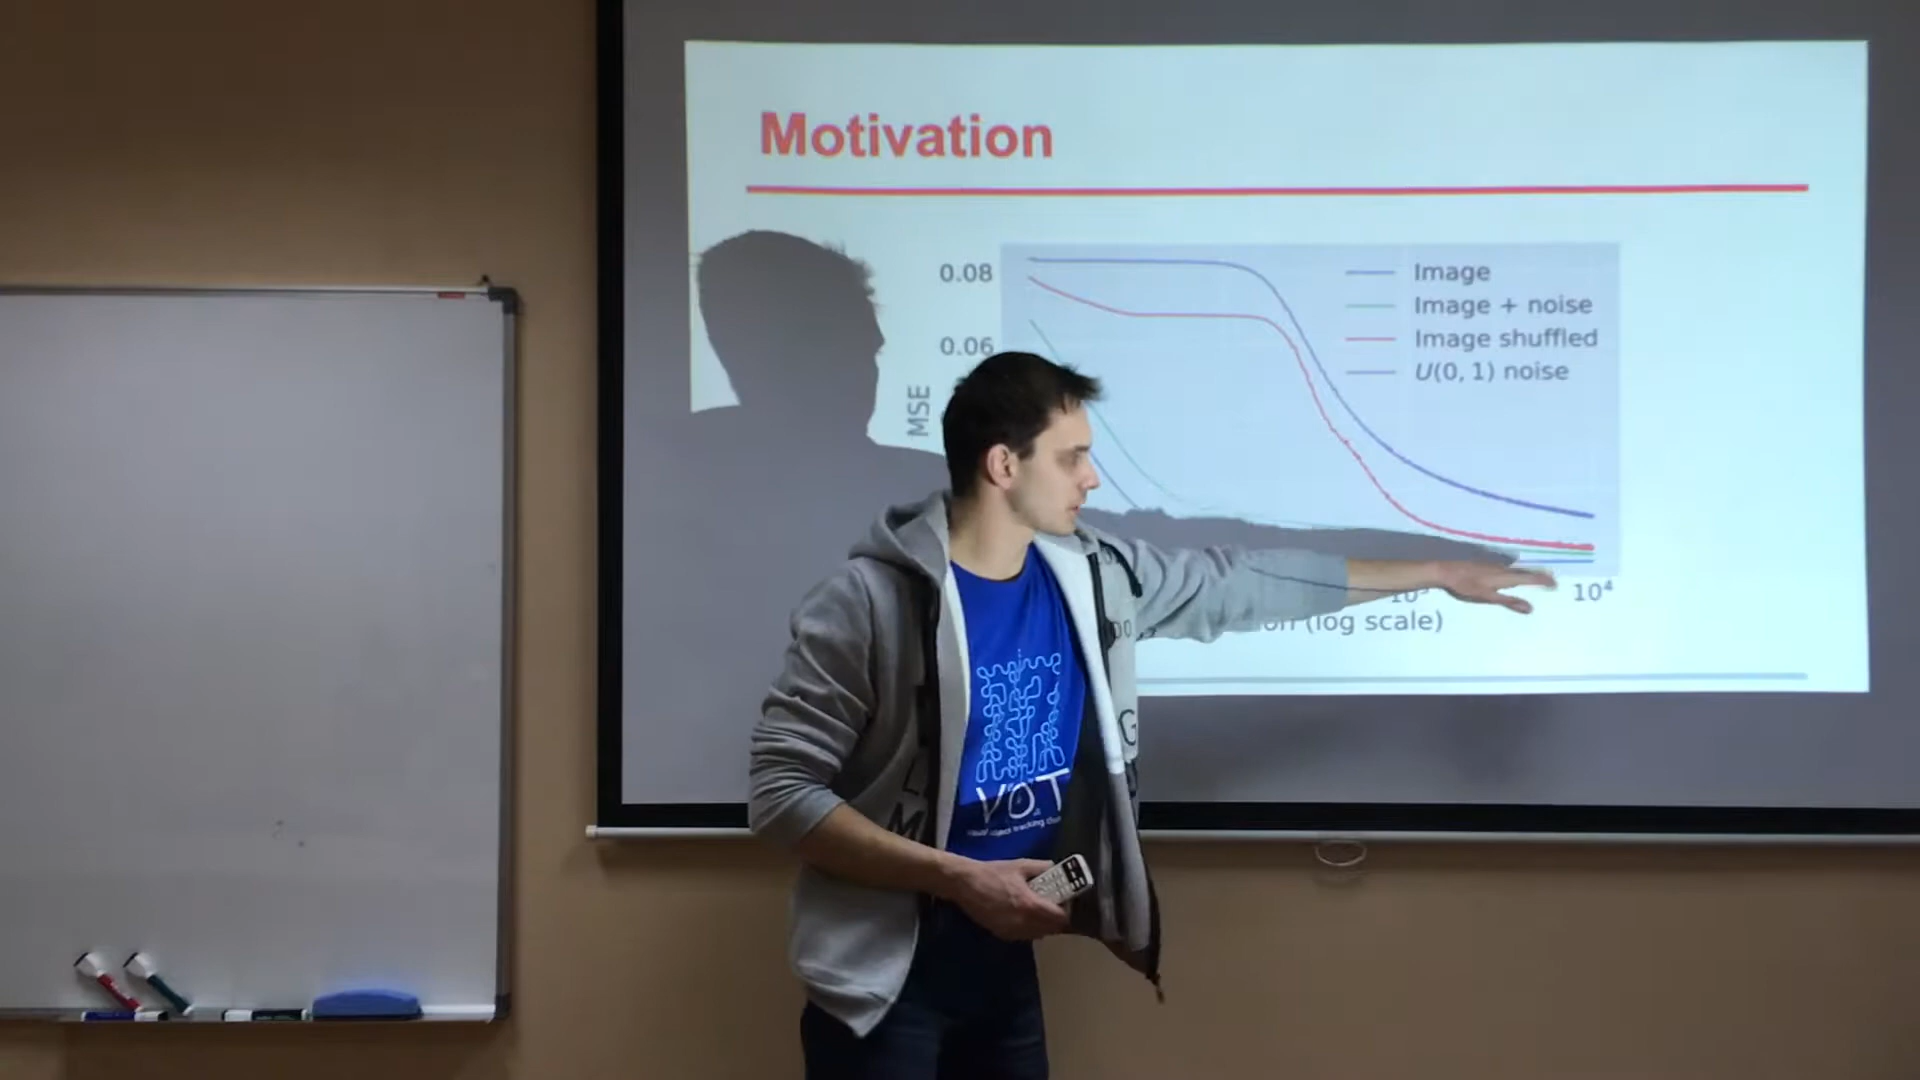 Motivation
0.08
0.06
MSE
Image
Image + noise
Image shuffled
U(0, 1) noise
10⁴
(log scale)
VOT